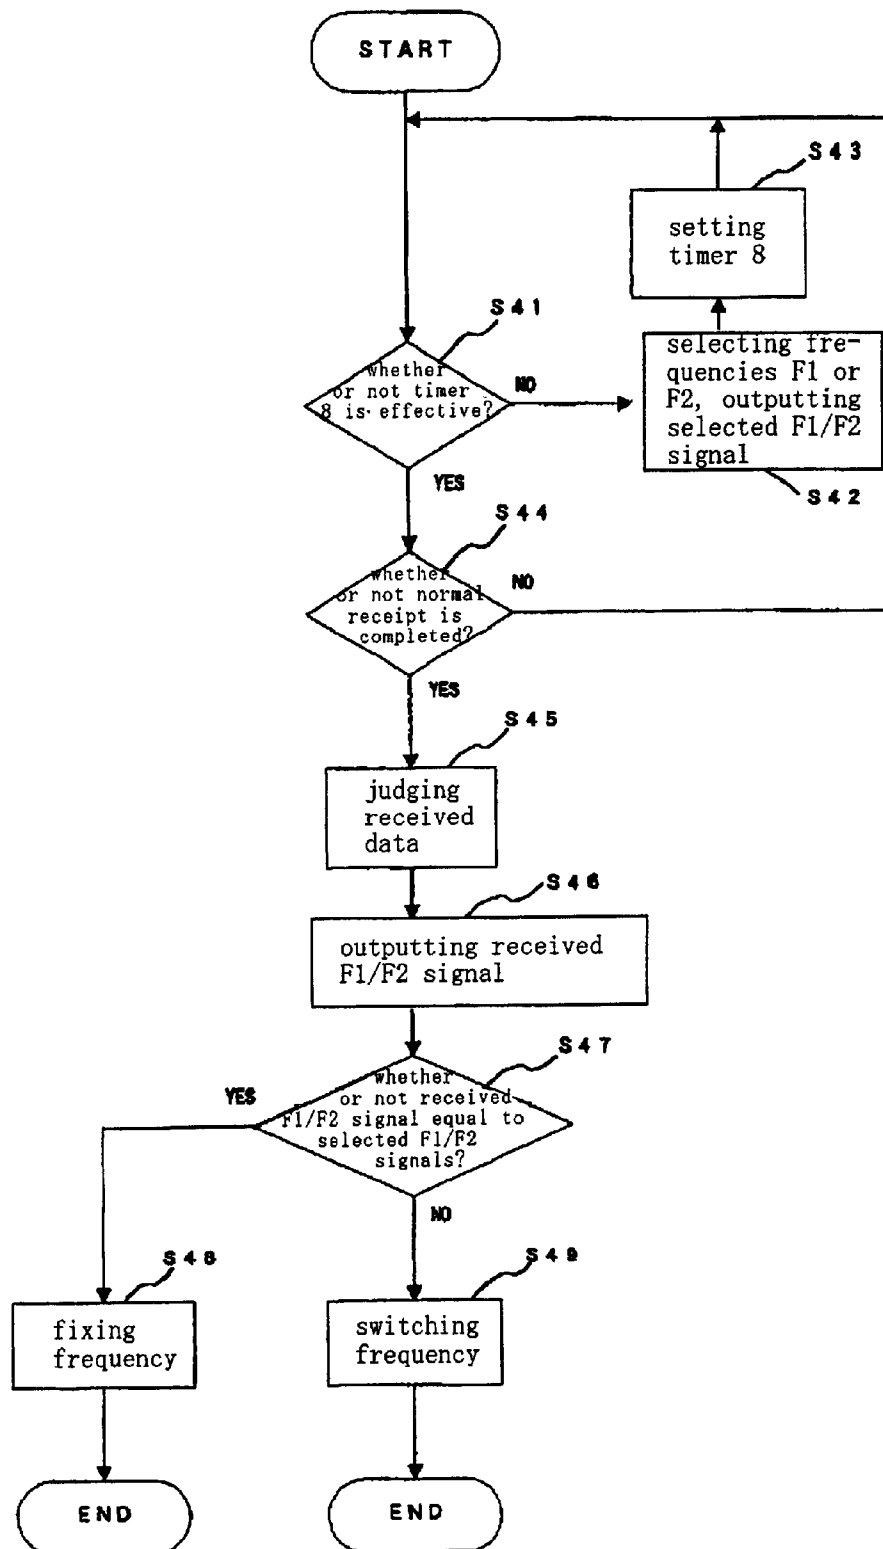 START
S43
setting
timer 8
S41
whether
or not timer
8 is effective?
NO
selecting fre-
quencies F1 or
F2, outputting
selected F1/F2
signal
S42
YES
S44
whether
or not normal
receipt is
completed?
NO
YES
S45
judging
received
data
S46
outputting received
F1/F2 signal
S47
whether
or not received
F1/F2 signal equal to
selected F1/F2
signals?
YES
NO
S48
fixing
frequency
S49
switching
frequency
END
END